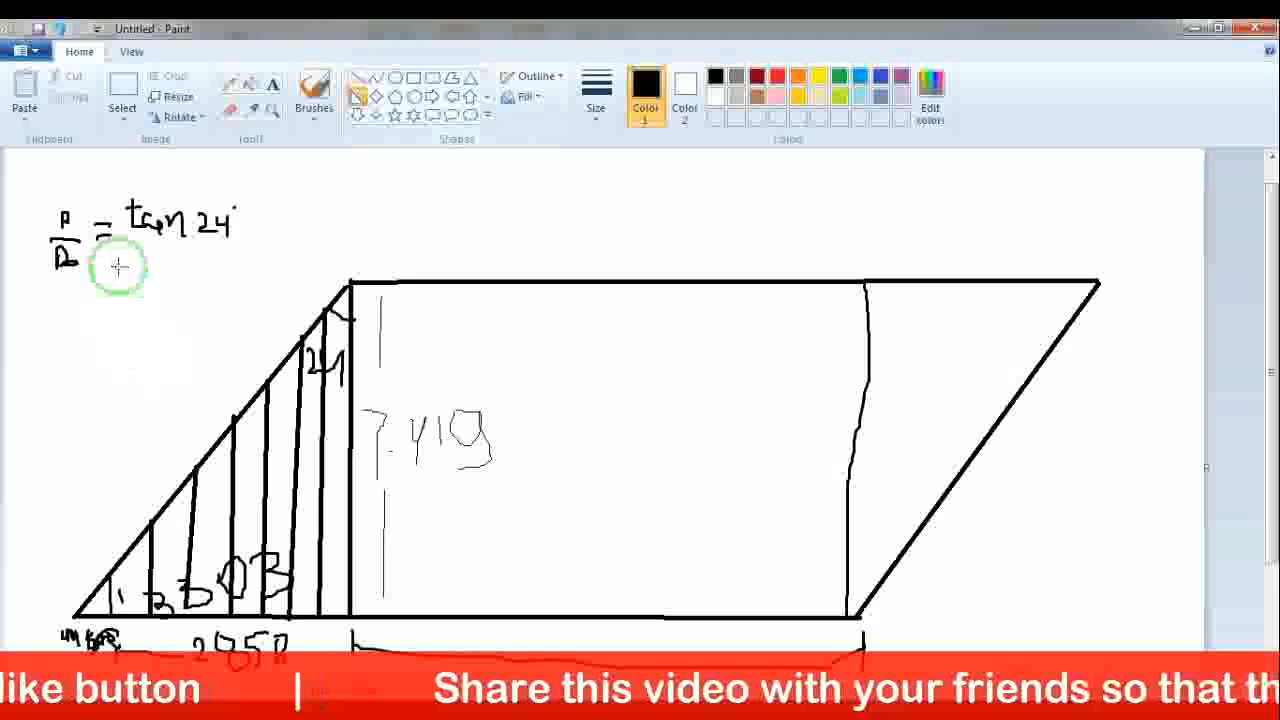 Untitled - Paint
Home View
Paste
Cut
Select
Crop
Resize
Rotate
A
Brushes
Outline
Fill
Size
Color 1
Color 2
Edit colors
Clipboard
Image
Tools
Shapes
Colors
= tan 24°
24
7.419
like button | Share this video with your friends so that th